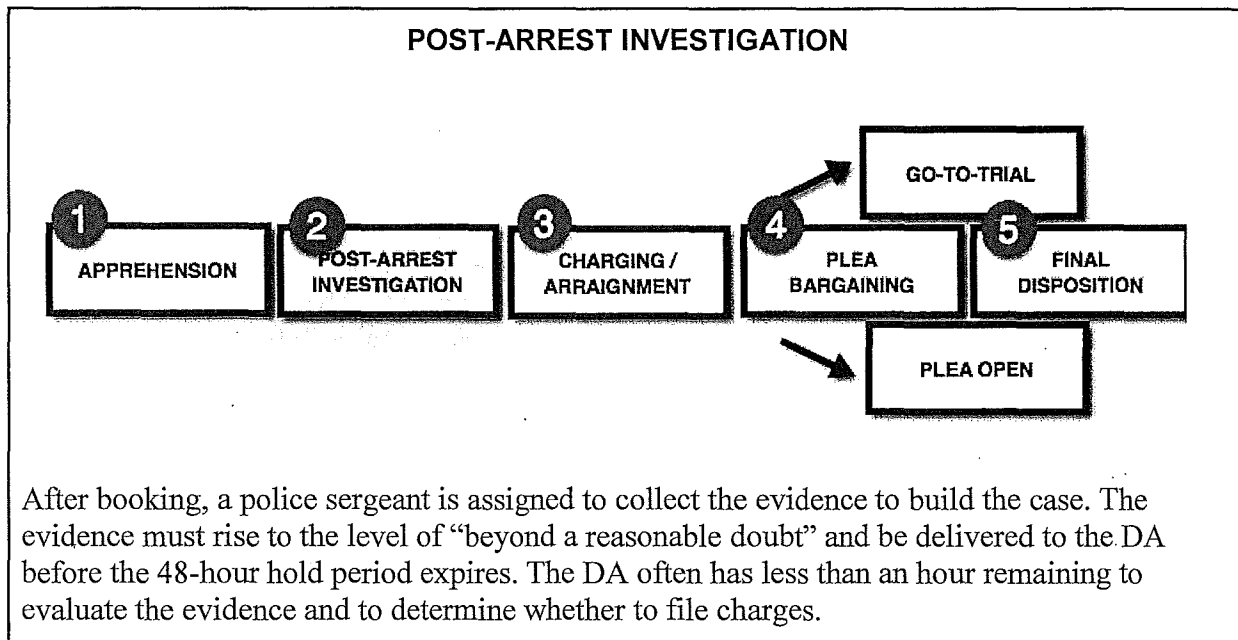 POST-ARREST INVESTIGATION
GO-TO-TRIAL
1
2
3
4
5
APPREHENSION
POST-ARREST
INVESTIGATION
CHARGING /
ARRAIGNMENT
PLEA
BARGAINING
FINAL
DISPOSITION
PLEA OPEN
After booking, a police sergeant is assigned to collect the evidence to build the case. The
evidence must rise to the level of “beyond a reasonable doubt” and be delivered to the DA
before the 48-hour hold period expires. The DA often has less than an hour remaining to
evaluate the evidence and to determine whether to file charges.